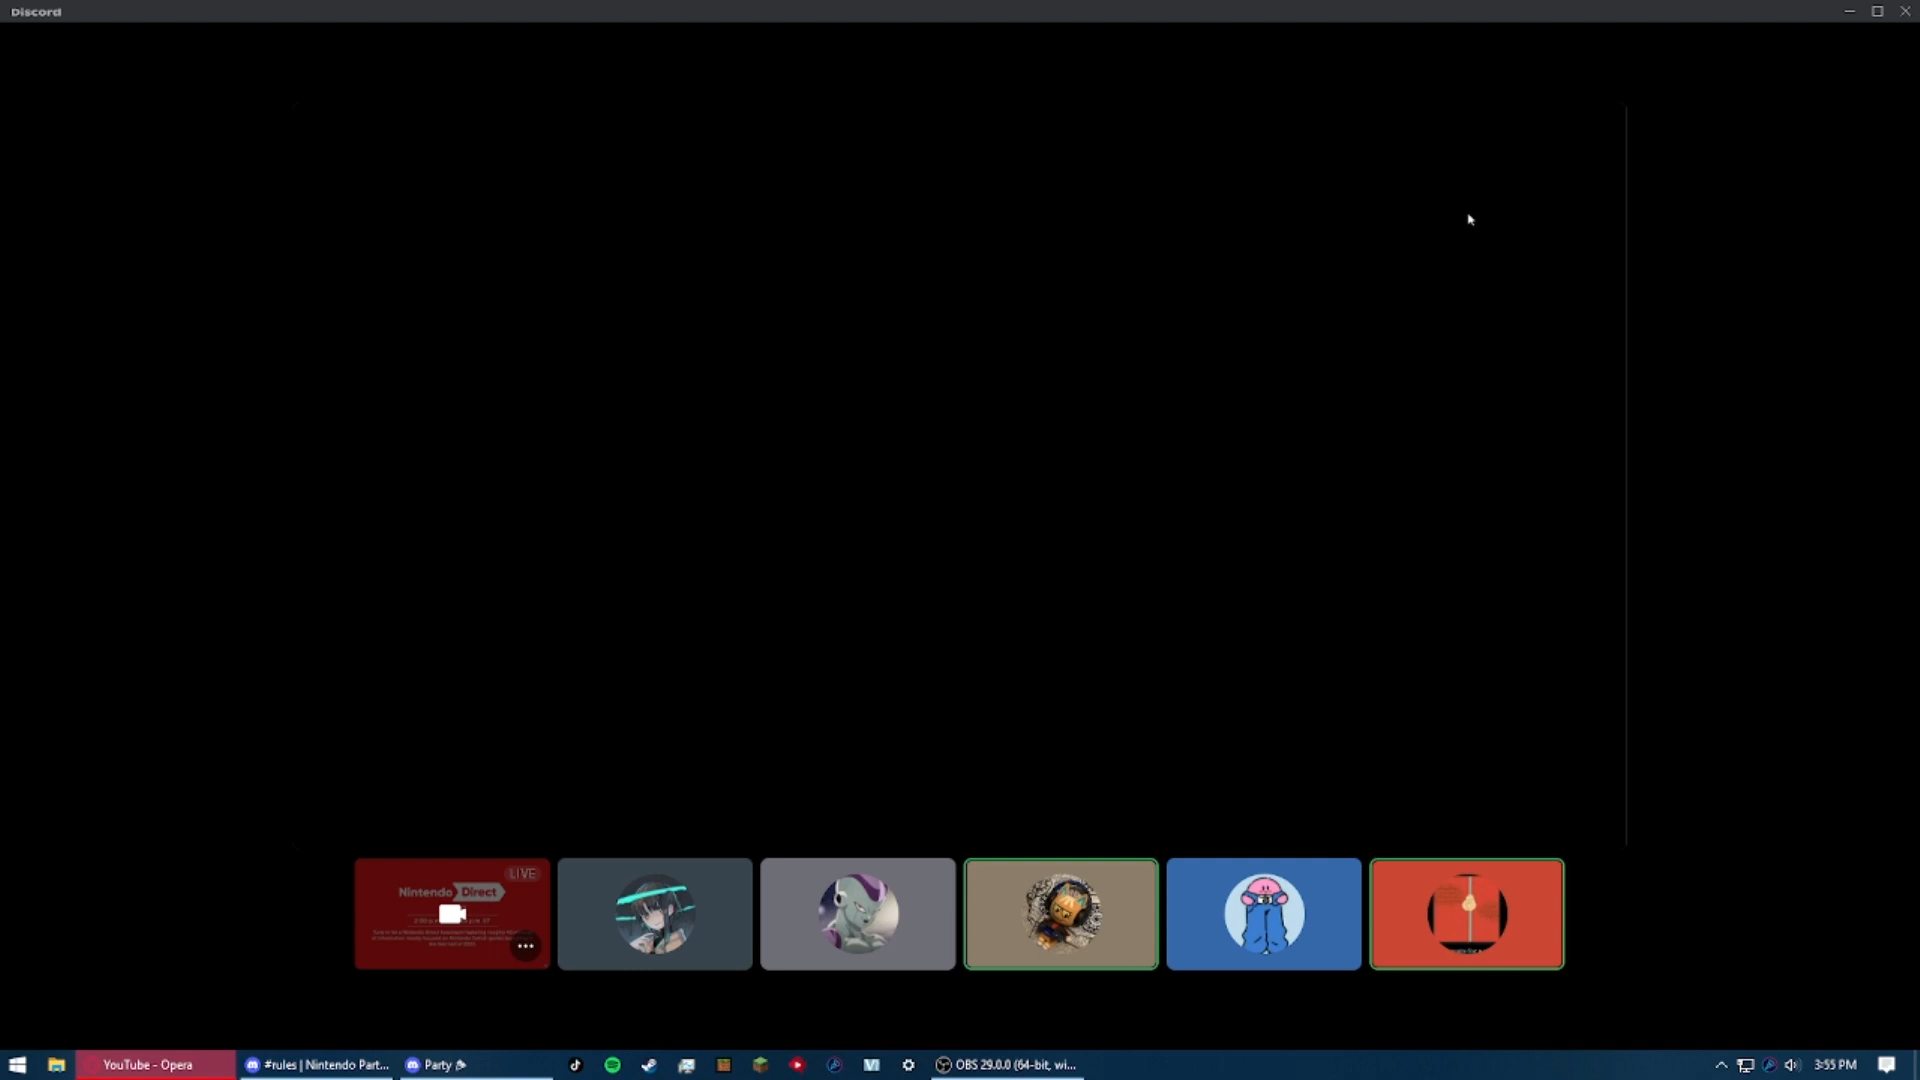 Discord
LIVE
Nintendo Direct
YouTube - Opera
#rules | Nintendo Part...
Party
OBS 29.0.0 (64-bit, wi...
3:55 PM